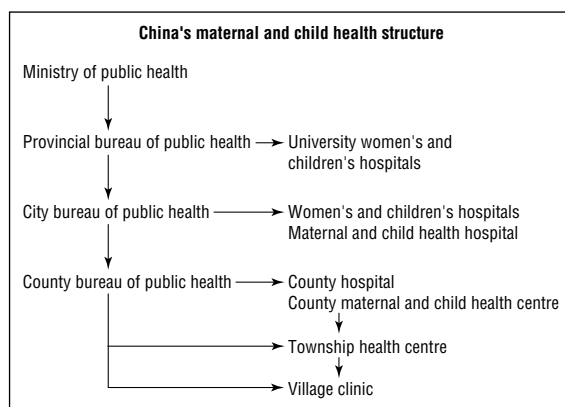 China's maternal and child health structure
Ministry of public health
Provincial bureau of public health
University women's and
children's hospitals
City bureau of public health
Women's and children's hospitals
Maternal and child health hospital
County bureau of public health
County hospital
County maternal and child health centre
Township health centre
Village clinic